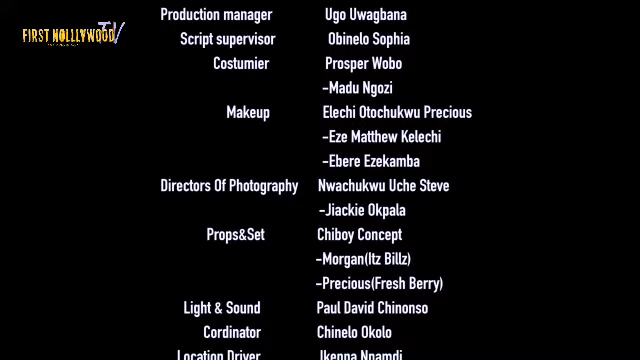 FIRST NOLLLYWOOD TV
Production manager Ugo Uwagbana
Script supervisor Obinelo Sophia
Costumier Prosper Wobo
-Madu Ngozi
Makeup Elechi Otochukwu Precious
-Eze Matthew Kelechi
-Ebere Ezekamba
Directors Of Photography Nwachukwu Uche Steve
-Jiackie Okpala
Props&Set Chiboy Concept
-Morgan(Itz Billz)
-Precious(Fresh Berry)
Light & Sound Paul David Chinonso
Cordinator Chinelo Okolo
Location Driver Ikenna Nnamdi